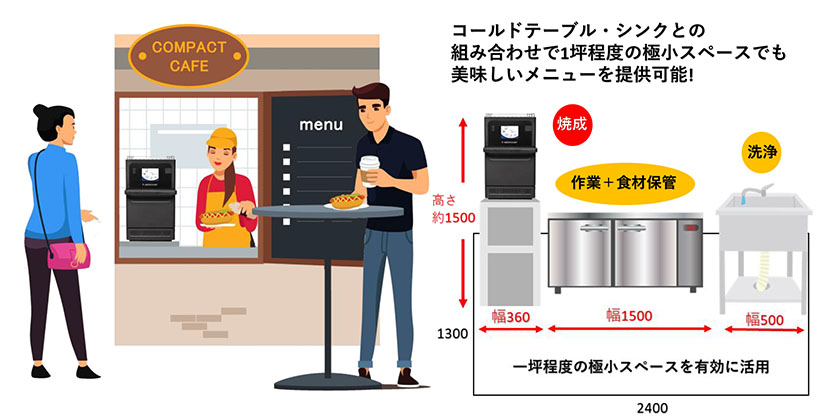 COMPACT
CAFE
menu
コールドテーブル・シンクとの
組み合わせで1坪程度の極小スペースでも
美味しいメニューを提供可能!
焼成
洗浄
作業＋食材保管
高さ
約1500
幅360
幅1500
幅500
1300
一坪程度の極小スペースを有効に活用
2400